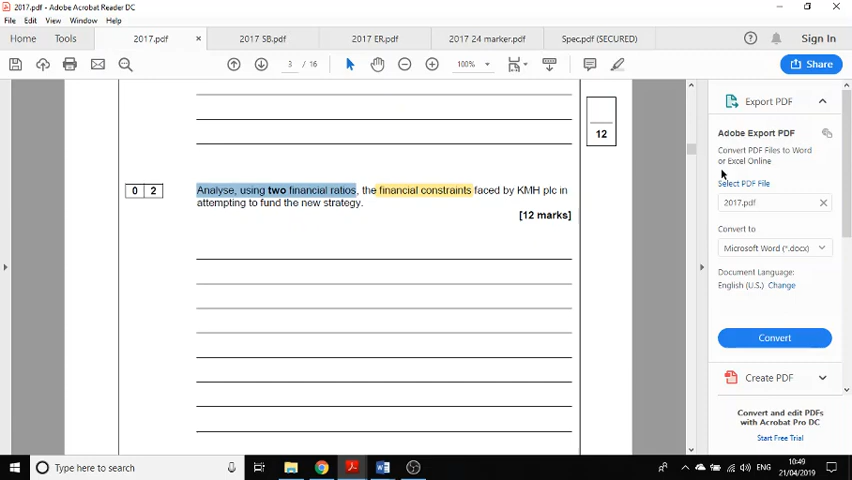 2017.pdf - Adobe Acrobat Reader DC
File Edit View Window Help
Home Tools 2017.pdf × 2017 SB.pdf 2017 ER.pdf 2017 24 marker.pdf Spec.pdf (SECURED) Sign In
3 / 16 100% Share
12
0 2 Analyse, using two financial ratios, the financial constraints faced by KMH plc in
attempting to fund the new strategy.
[12 marks]
Export PDF
Adobe Export PDF
Convert PDF Files to Word
or Excel Online
Select PDF File
2017.pdf ×
Convert to
Microsoft Word (*.docx)
Document Language:
English (U.S.) Change
Convert
Create PDF
Convert and edit PDFs
with Acrobat Pro DC
Start Free Trial
Type here to search
ENG
10:49
21/04/2019